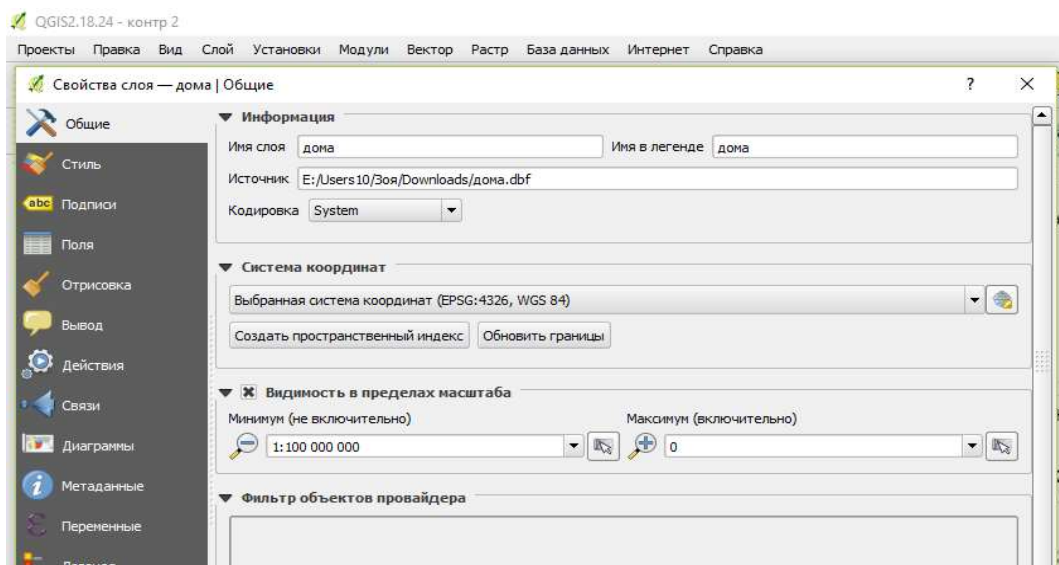 QGIS2.18.24 - контр 2
Проекты Правка Вид Слой Установки Модули Вектор Растр База данных Интернет Справка
Свойства слоя — дома | Общие ?
Общие
Стиль
abc Подписи
Поля
Отрисовка
Вывод
Действия
Связи
Диаграммы
Метаданные
Переменные
Информация
Имя слоя дома Имя в легенде дома
Источник E:/Users10/Зоя/Downloads/дома.dbf
Кодировка System
Система координат
Выбранная система координат (EPSG:4326, WGS 84)
Создать пространственный индекс Обновить границы
Видимость в пределах масштаба
Минимум (не включительно) Максимум (включительно)
1:100 000 000 0
Фильтр объектов провайдера